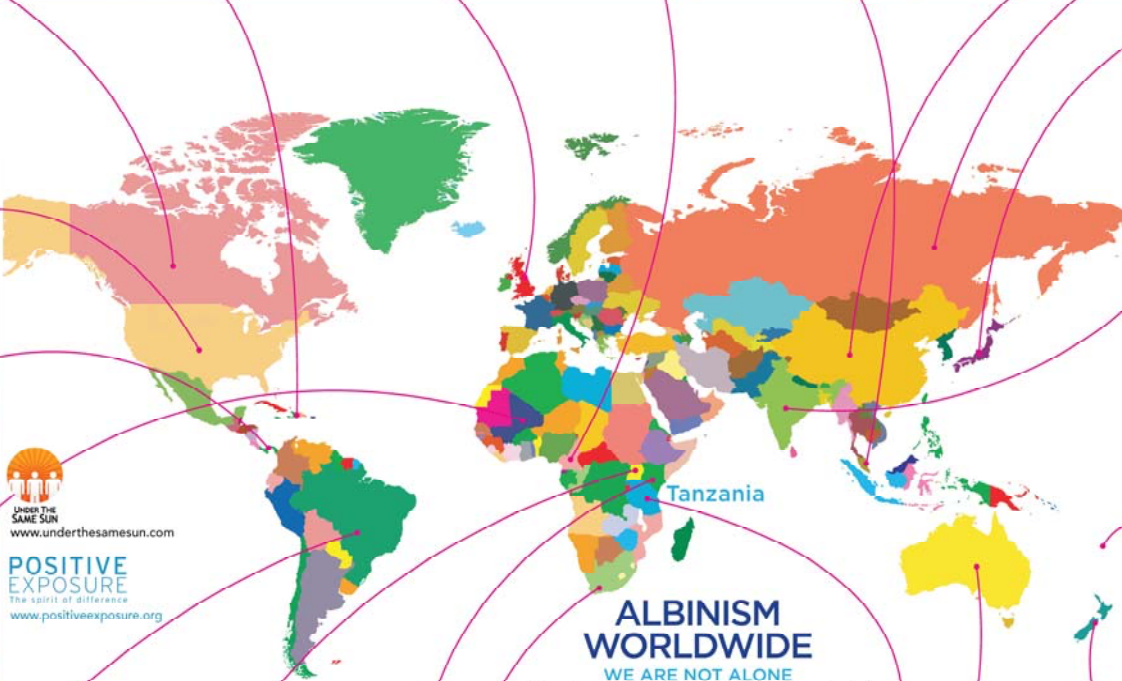 Tanzania
UNDER THE
SAME SUN
www.underthesamesun.com
POSITIVE
EXPOSURE
The spirit of difference
www.positiveexposure.org
ALBINISM
WORLDWIDE
WE ARE NOT ALONE